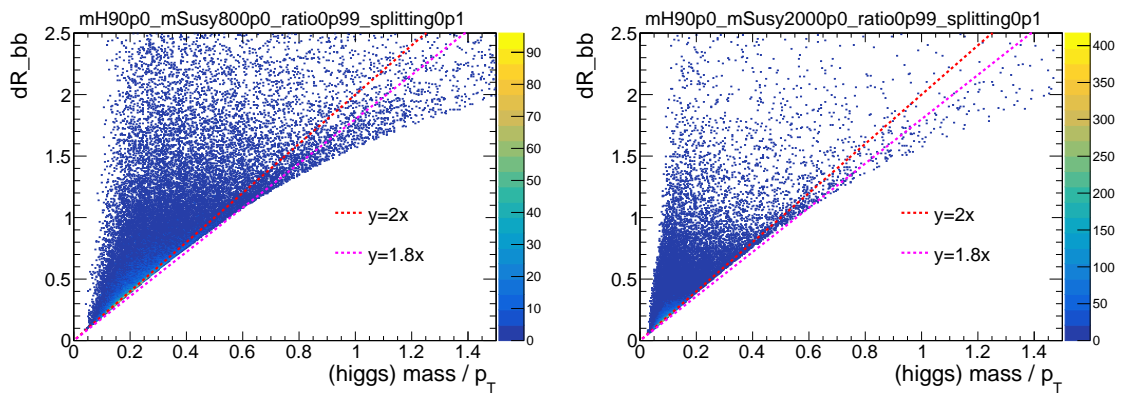 mH90p0_mSusy800p0_ratio0p99_splitting0p1
dR_bb
2.5
2
1.5
1
0.5
0
0 0.2 0.4 0.6 0.8 1 1.2 1.4
(higgs) mass / p_T
y=2x
y=1.8x
90
80
70
60
50
40
30
20
10
0
mH90p0_mSusy2000p0_ratio0p99_splitting0p1
dR_bb
2.5
2
1.5
1
0.5
0
0 0.2 0.4 0.6 0.8 1 1.2 1.4
(higgs) mass / p_T
y=2x
y=1.8x
400
350
300
250
200
150
100
50
0